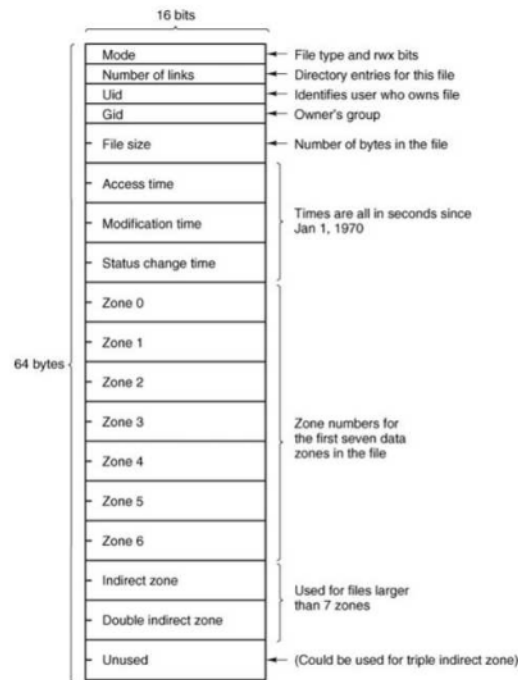 16 bits
Mode
File type and rwx bits
Number of links
Directory entries for this file
Uid
Identifies user who owns file
Gid
Owner's group
File size
Number of bytes in the file
Access time
Modification time
Status change time
Times are all in seconds since
Jan 1, 1970
64 bytes
Zone 0
Zone 1
Zone 2
Zone 3
Zone 4
Zone 5
Zone 6
Zone numbers for
the first seven data
zones in the file
Indirect zone
Double indirect zone
Used for files larger
than 7 zones
Unused
(Could be used for triple indirect zone)